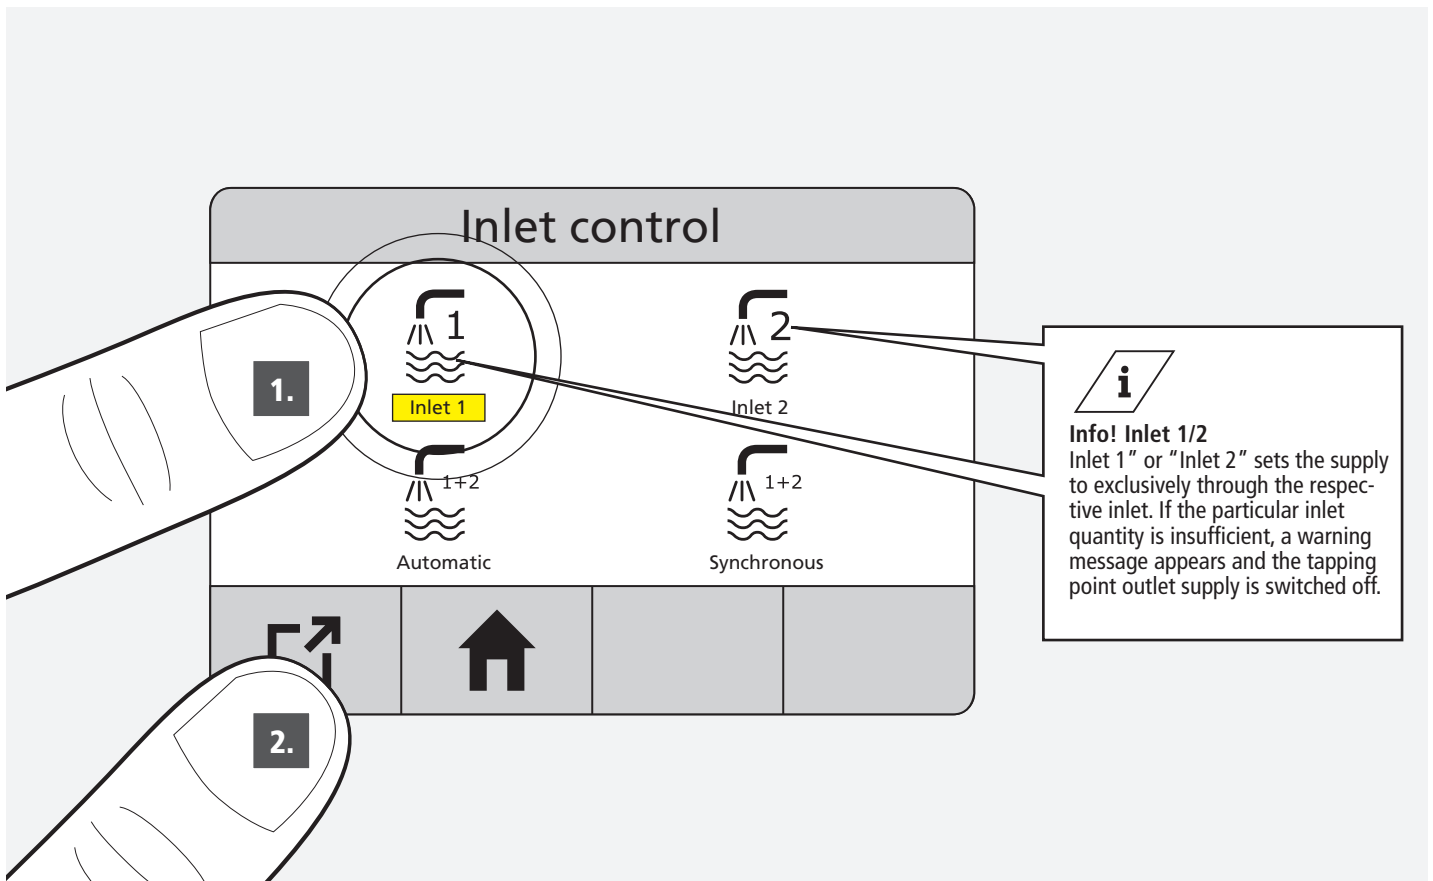 Inlet control
1
2
1.
Inlet 1
Inlet 2
1+2
1+2
Automatic
Synchronous
2.
i
Info! Inlet 1/2
Inlet 1” or “Inlet 2” sets the supply
to exclusively through the respec-
tive inlet. If the particular inlet
quantity is insufficient, a warning
message appears and the tapping
point outlet supply is switched off.